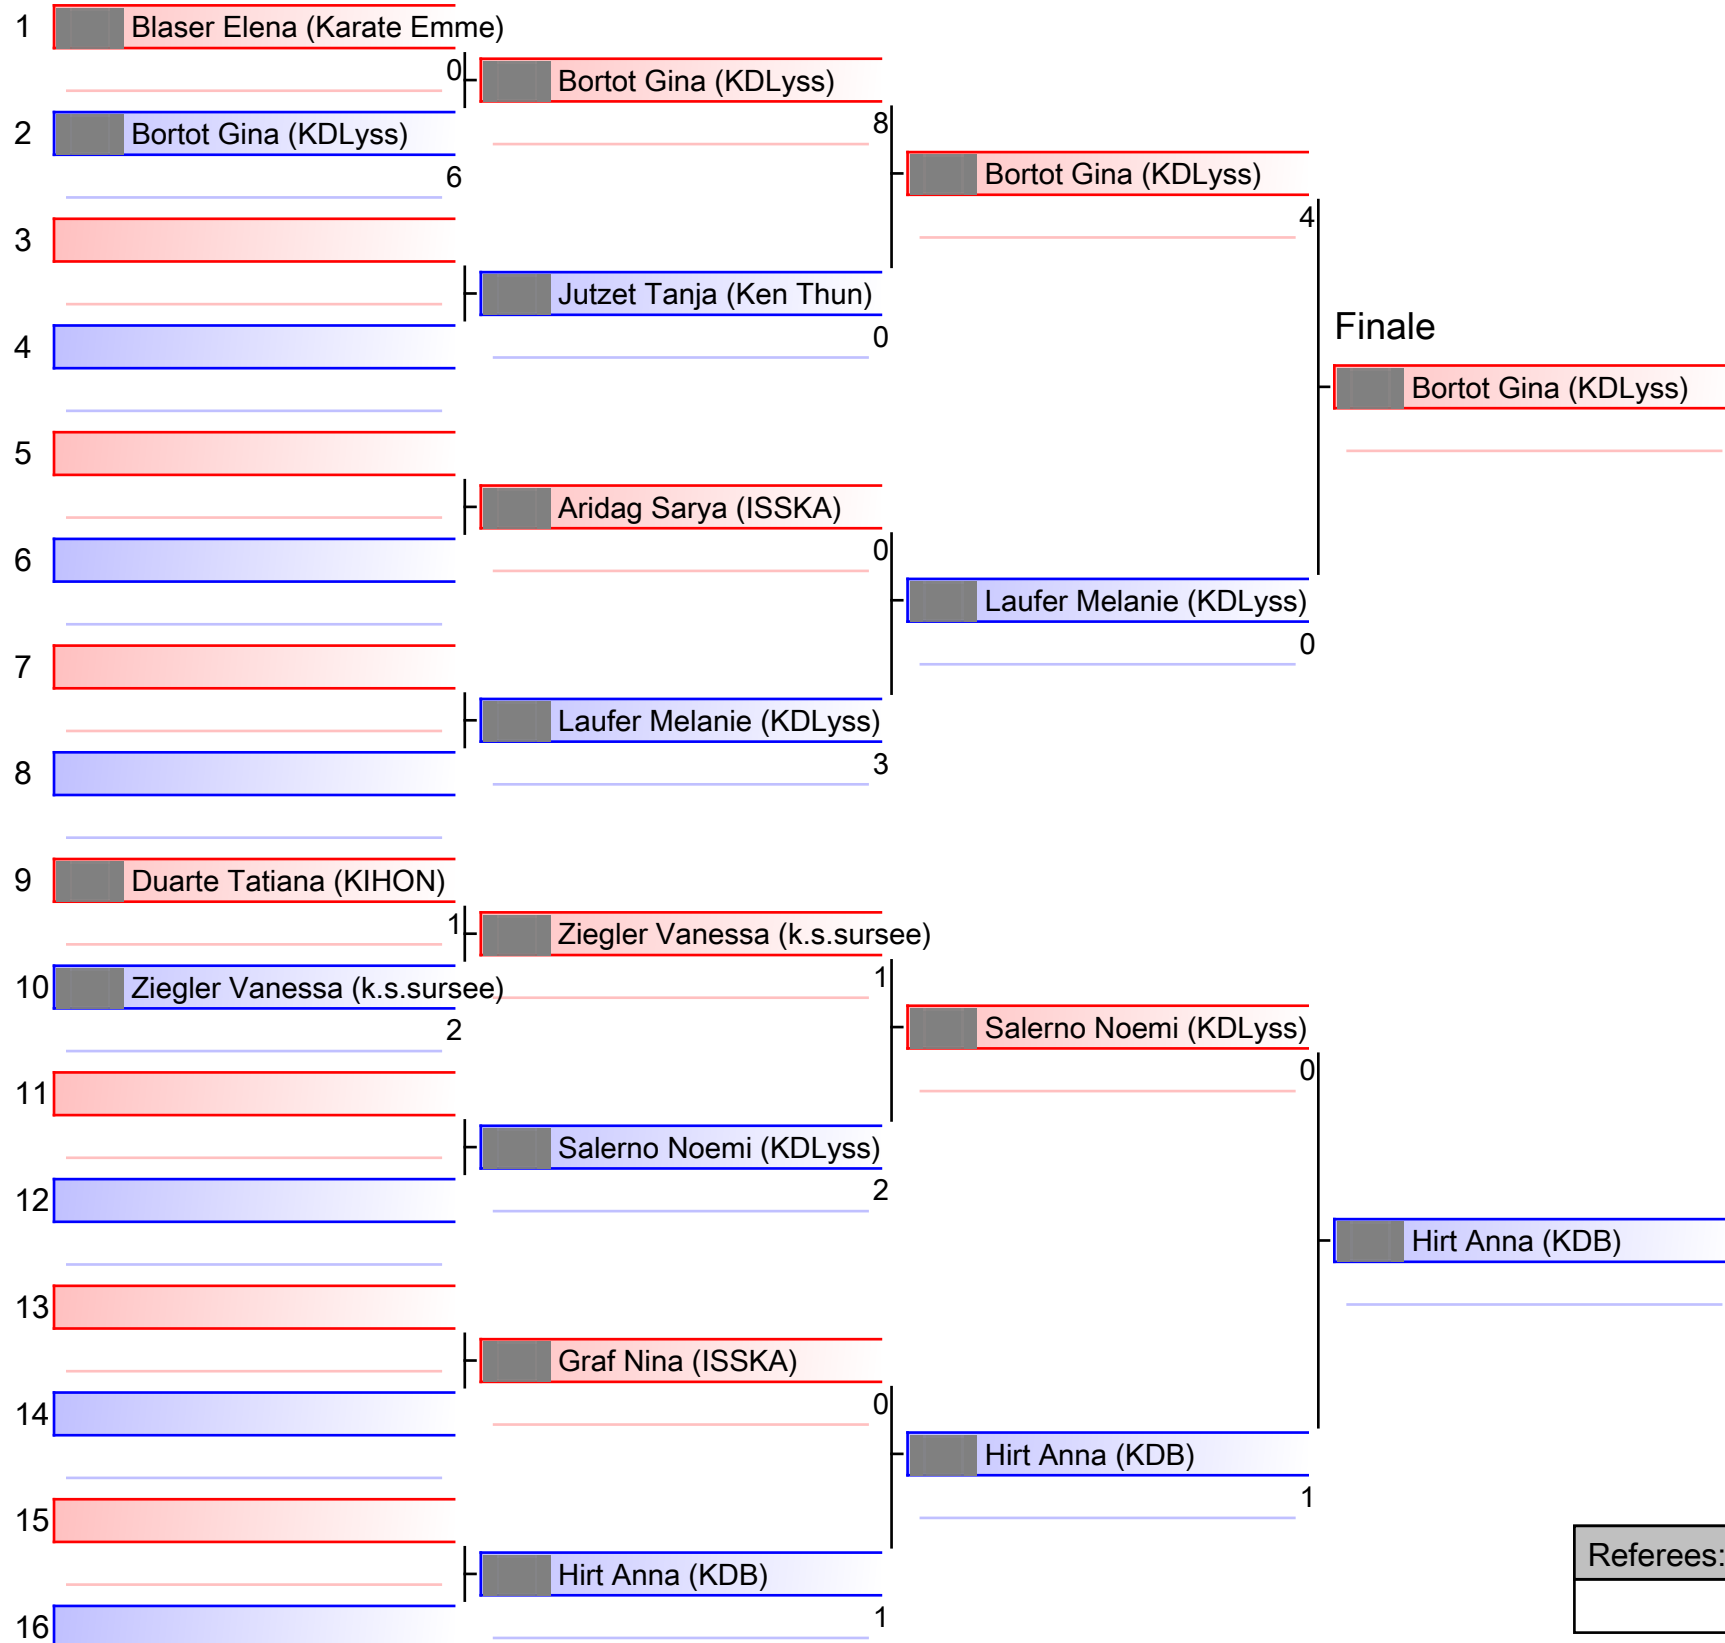 1 Blaser Elena (Karate Emme)
0
Bortot Gina (KDLyss)
8
2 Bortot Gina (KDLyss)
6
Bortot Gina (KDLyss)
4
3
Jutzet Tanja (Ken Thun)
0
4
Finale
Bortot Gina (KDLyss)
5
Aridag Sarya (ISSKA)
0
6
Laufer Melanie (KDLyss)
0
7
Laufer Melanie (KDLyss)
3
8
9 Duarte Tatiana (KIHON)
1
Ziegler Vanessa (k.s.sursee)
1
10 Ziegler Vanessa (k.s.sursee)
2
Salerno Noemi (KDLyss)
0
11
Salerno Noemi (KDLyss)
2
12
Hirt Anna (KDB)
13
Graf Nina (ISSKA)
0
14
Hirt Anna (KDB)
1
15
Hirt Anna (KDB)
1
16
Referees: